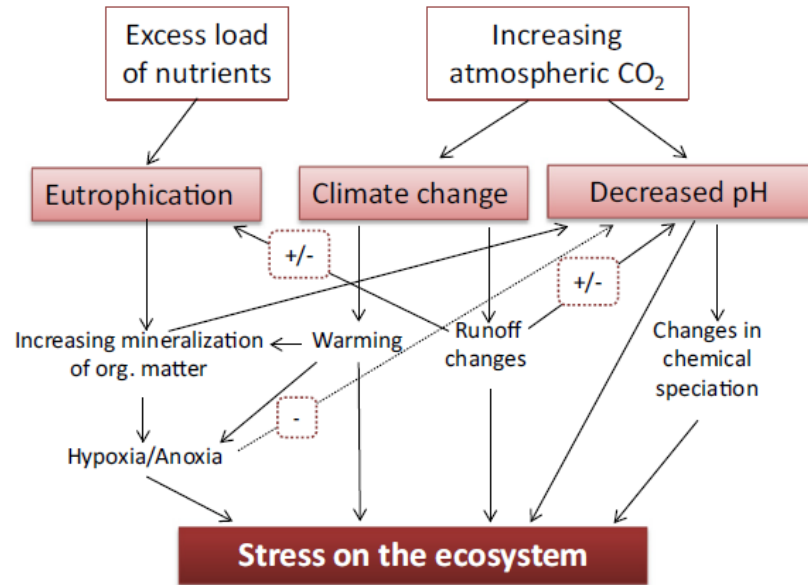 Excess load
of nutrients
Increasing
atmospheric CO₂
Eutrophication
Climate change
Decreased pH
+/-
+/-
Increasing mineralization
of org. matter
Warming
Runoff
changes
Changes in
chemical
speciation
-
Hypoxia/Anoxia
Stress on the ecosystem